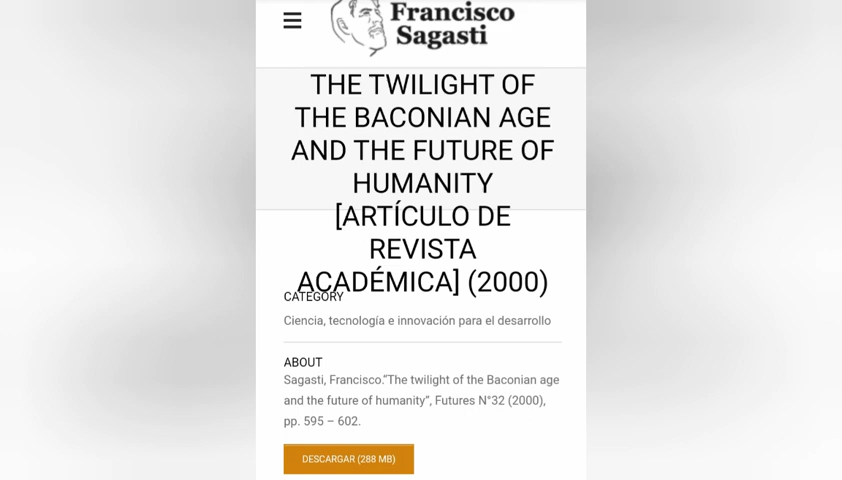 Francisco
Sagasti
THE TWILIGHT OF
THE BACONIAN AGE
AND THE FUTURE OF
HUMANITY
[ARTÍCULO DE
REVISTA
ACADÉMICA] (2000)
CATEGORY
Ciencia, tecnología e innovación para el desarrollo
ABOUT
Sagasti, Francisco.”The twilight of the Baconian age
and the future of humanity”, Futures N°32 (2000),
pp. 595 – 602.
DESCARGAR (288 MB)